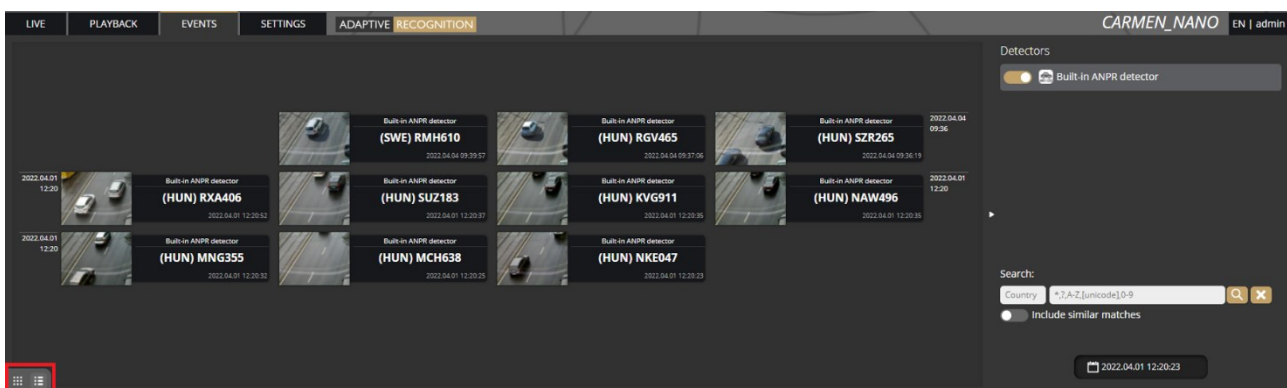 LIVE PLAYBACK EVENTS SETTINGS ADAPTIVE RECOGNITION CARMEN_NANO EN | admin
Detectors
Built-in ANPR detector
Built-in ANPR detector
(SWE) RMH610
2022.04.04 09:39:57
Built-in ANPR detector
(HUN) RGV465
2022.04.04 09:37:06
Built-in ANPR detector
(HUN) SZR265
2022.04.04 09:36:19
2022.04.04
09:36
2022.04.01
12:20
Built-in ANPR detector
(HUN) RXA406
2022.04.01 12:20:52
Built-in ANPR detector
(HUN) SUZ183
2022.04.01 12:20:37
Built-in ANPR detector
(HUN) KVG911
2022.04.01 12:20:35
Built-in ANPR detector
(HUN) NAW496
2022.04.01 12:20:35
2022.04.01
12:20
2022.04.01
12:20
Built-in ANPR detector
(HUN) MNG355
2022.04.01 12:20:32
Built-in ANPR detector
(HUN) MCH638
2022.04.01 12:20:25
Built-in ANPR detector
(HUN) NKE047
2022.04.01 12:20:23
Search:
Country *,?,A-Z,[unicode],0-9
Include similar matches
2022.04.01 12:20:23